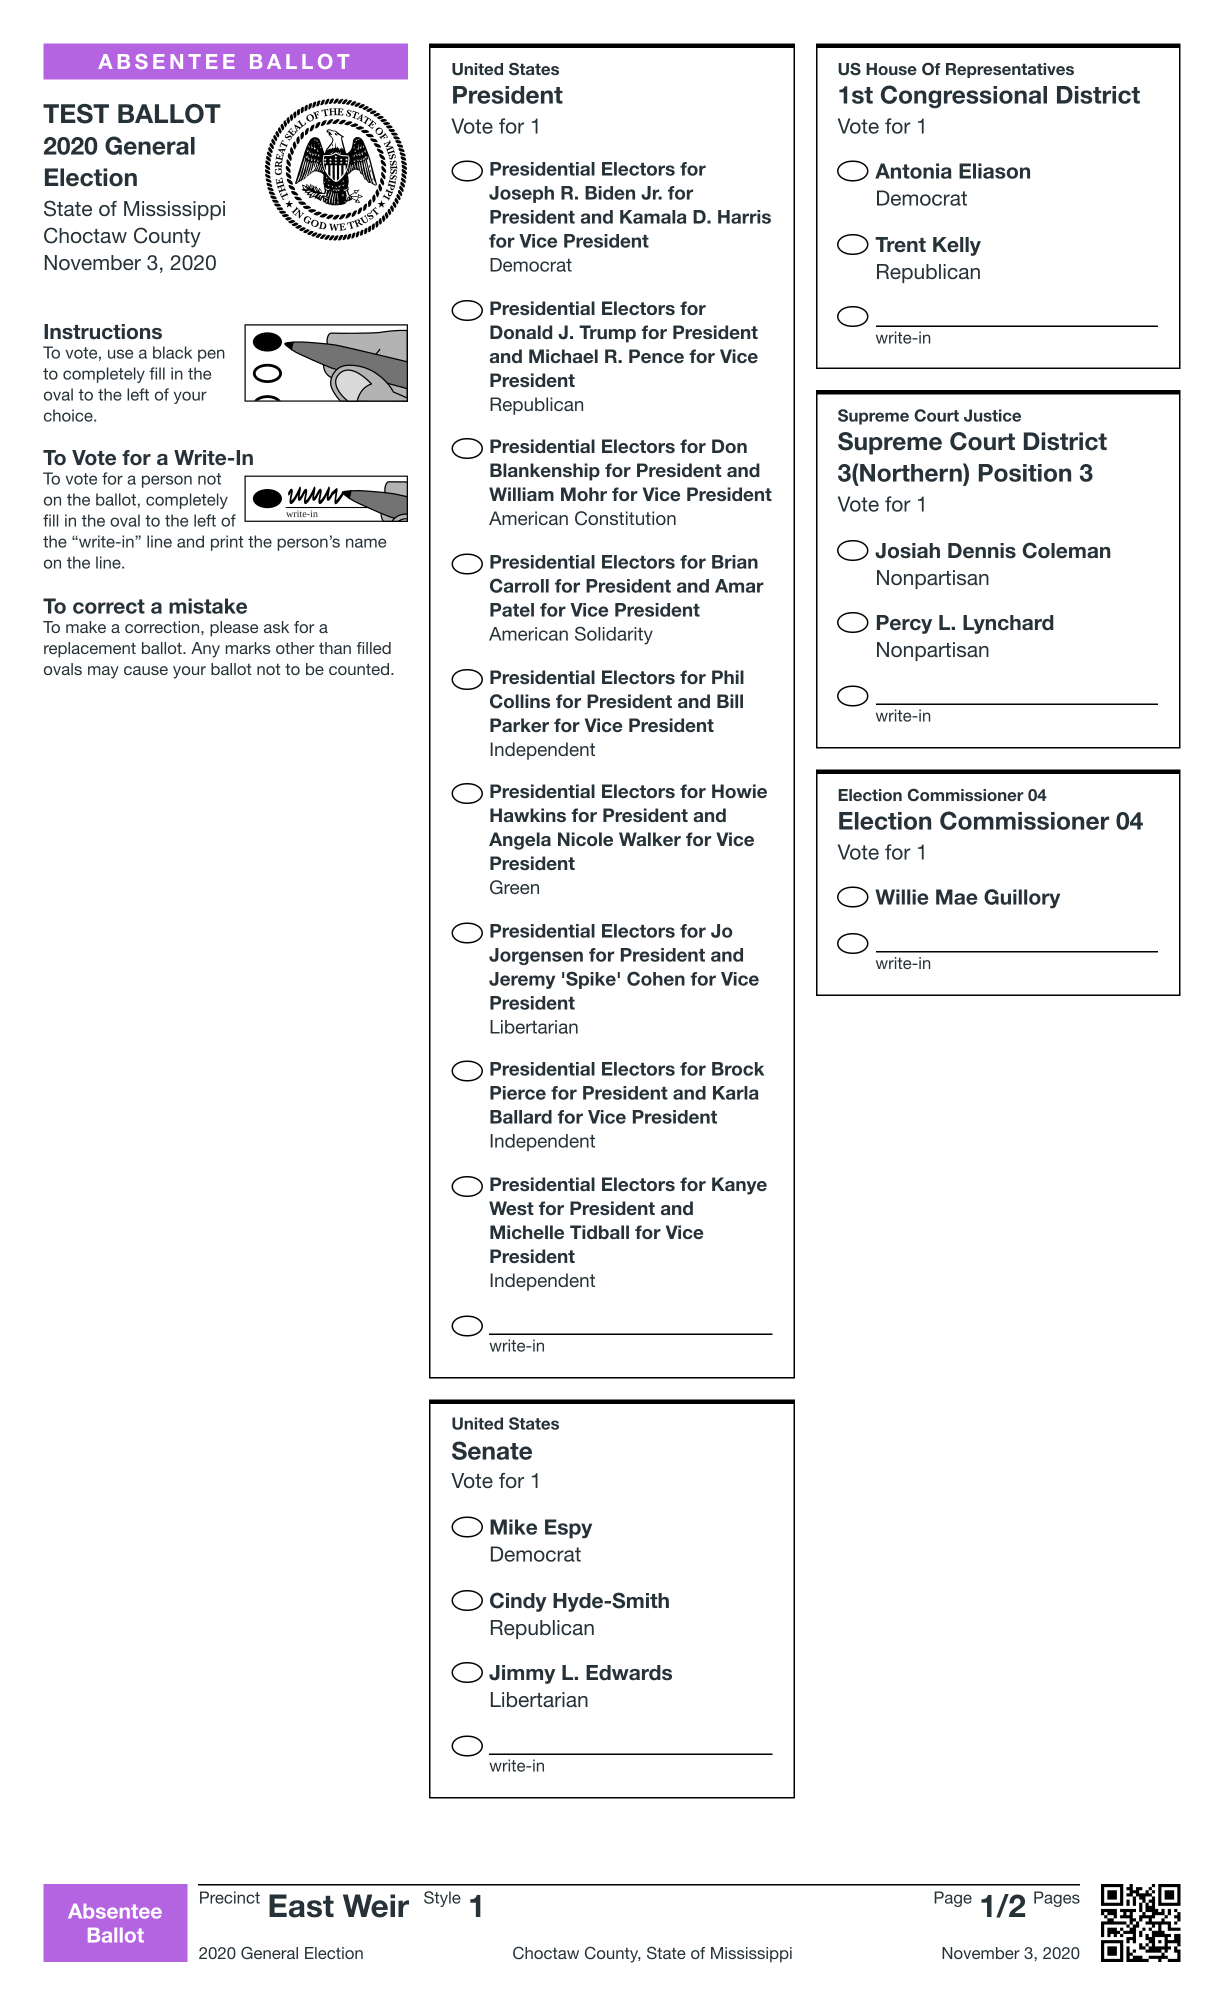 ABSENTEE BALLOT
TEST BALLOT
2020 General
Election
State of Mississippi
Choctaw County
November 3, 2020
THE GREAT SEAL OF THE STATE OF MISSISSIPPI
★ IN GOD WE TRUST ★
Instructions
To vote, use a black pen
to completely fill in the
oval to the left of your
choice.
To Vote for a Write-In
To vote for a person not
on the ballot, completely
fill in the oval to the left of
the “write-in” line and print the person’s name
on the line.
write-in
To correct a mistake
To make a correction, please ask for a
replacement ballot. Any marks other than filled
ovals may cause your ballot not to be counted.
United States
President
Vote for 1
Presidential Electors for
Joseph R. Biden Jr. for
President and Kamala D. Harris
for Vice President
Democrat
Presidential Electors for
Donald J. Trump for President
and Michael R. Pence for Vice
President
Republican
Presidential Electors for Don
Blankenship for President and
William Mohr for Vice President
American Constitution
Presidential Electors for Brian
Carroll for President and Amar
Patel for Vice President
American Solidarity
Presidential Electors for Phil
Collins for President and Bill
Parker for Vice President
Independent
Presidential Electors for Howie
Hawkins for President and
Angela Nicole Walker for Vice
President
Green
Presidential Electors for Jo
Jorgensen for President and
Jeremy 'Spike' Cohen for Vice
President
Libertarian
Presidential Electors for Brock
Pierce for President and Karla
Ballard for Vice President
Independent
Presidential Electors for Kanye
West for President and
Michelle Tidball for Vice
President
Independent
write-in
United States
Senate
Vote for 1
Mike Espy
Democrat
Cindy Hyde-Smith
Republican
Jimmy L. Edwards
Libertarian
write-in
US House Of Representatives
1st Congressional District
Vote for 1
Antonia Eliason
Democrat
Trent Kelly
Republican
write-in
Supreme Court Justice
Supreme Court District
3(Northern) Position 3
Vote for 1
Josiah Dennis Coleman
Nonpartisan
Percy L. Lynchard
Nonpartisan
write-in
Election Commissioner 04
Election Commissioner 04
Vote for 1
Willie Mae Guillory
write-in
Absentee
Ballot
Precinct East Weir Style 1 Page 1/2 Pages
2020 General Election Choctaw County, State of Mississippi November 3, 2020